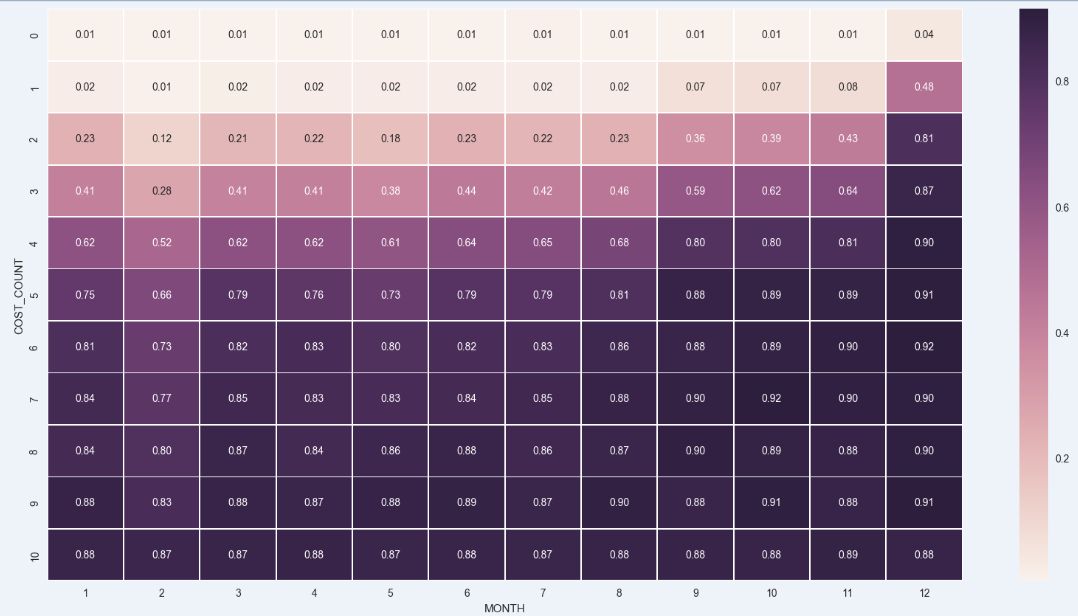 0 0.01 0.01 0.01 0.01 0.01 0.01 0.01 0.01 0.01 0.01 0.01 0.04
1 0.02 0.01 0.02 0.02 0.02 0.02 0.02 0.02 0.07 0.07 0.08 0.48 0.8
2 0.23 0.12 0.21 0.22 0.18 0.23 0.22 0.23 0.36 0.39 0.43 0.81
3 0.41 0.28 0.41 0.41 0.38 0.44 0.42 0.46 0.59 0.62 0.64 0.87 0.6
4 0.62 0.52 0.62 0.62 0.61 0.64 0.65 0.68 0.80 0.80 0.81 0.90
COST_COUNT
5 0.75 0.66 0.79 0.76 0.73 0.79 0.79 0.81 0.88 0.89 0.89 0.91
6 0.81 0.73 0.82 0.83 0.80 0.82 0.83 0.86 0.88 0.89 0.90 0.92 0.4
7 0.84 0.77 0.85 0.83 0.83 0.84 0.85 0.88 0.90 0.92 0.90 0.90
8 0.84 0.80 0.87 0.84 0.86 0.88 0.86 0.87 0.90 0.89 0.88 0.90 0.2
9 0.88 0.83 0.88 0.87 0.88 0.89 0.87 0.90 0.88 0.91 0.88 0.91
10 0.88 0.87 0.87 0.88 0.87 0.88 0.87 0.88 0.88 0.88 0.89 0.88
1 2 3 4 5 6 7 8 9 10 11 12
MONTH